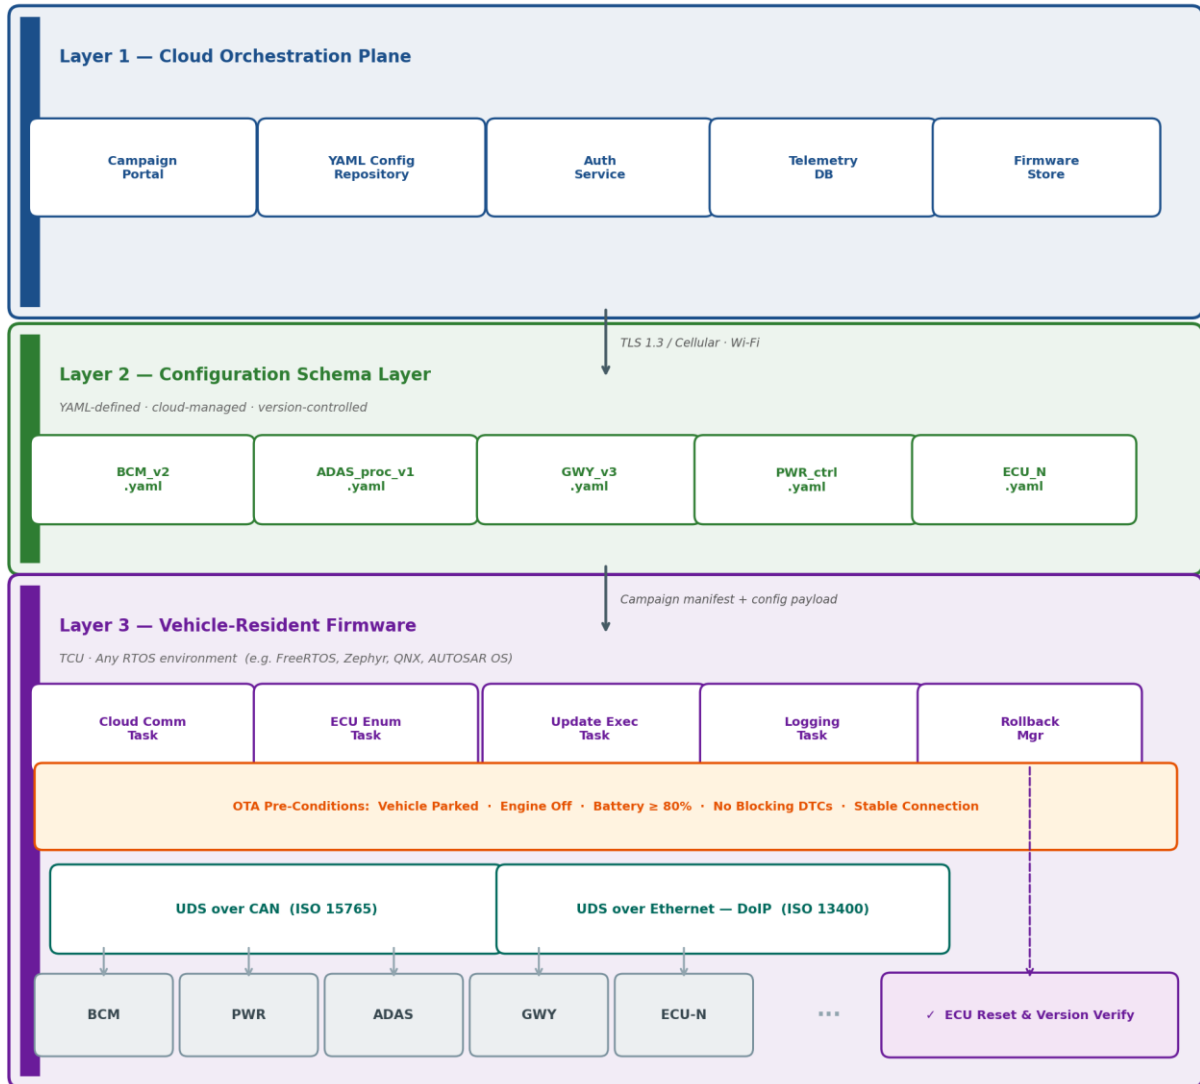 Layer 1 — Cloud Orchestration Plane
Campaign
Portal
YAML Config
Repository
Auth
Service
Telemetry
DB
Firmware
Store
TLS 1.3 / Cellular · Wi-Fi
Layer 2 — Configuration Schema Layer
YAML-defined · cloud-managed · version-controlled
BCM_v2
.yaml
ADAS_proc_v1
.yaml
GWY_v3
.yaml
PWR_ctrl
.yaml
ECU_N
.yaml
Campaign manifest + config payload
Layer 3 — Vehicle-Resident Firmware
TCU · Any RTOS environment (e.g. FreeRTOS, Zephyr, QNX, AUTOSAR OS)
Cloud Comm
Task
ECU Enum
Task
Update Exec
Task
Logging
Task
Rollback
Mgr
OTA Pre-Conditions: Vehicle Parked · Engine Off · Battery ≥ 80% · No Blocking DTCs · Stable Connection
UDS over CAN (ISO 15765)
UDS over Ethernet — DoIP (ISO 13400)
BCM
PWR
ADAS
GWY
ECU-N
...
✓ ECU Reset & Version Verify